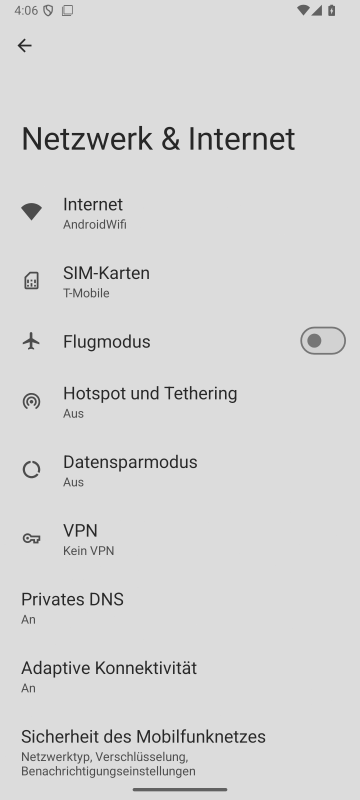 4:06
Netzwerk & Internet
Internet
AndroidWifi
SIM-Karten
T-Mobile
Flugmodus
Hotspot und Tethering
Aus
Datensparmodus
Aus
VPN
Kein VPN
Privates DNS
An
Adaptive Konnektivität
An
Sicherheit des Mobilfunknetzes
Netzwerktyp, Verschlüsselung,
Benachrichtigungseinstellungen